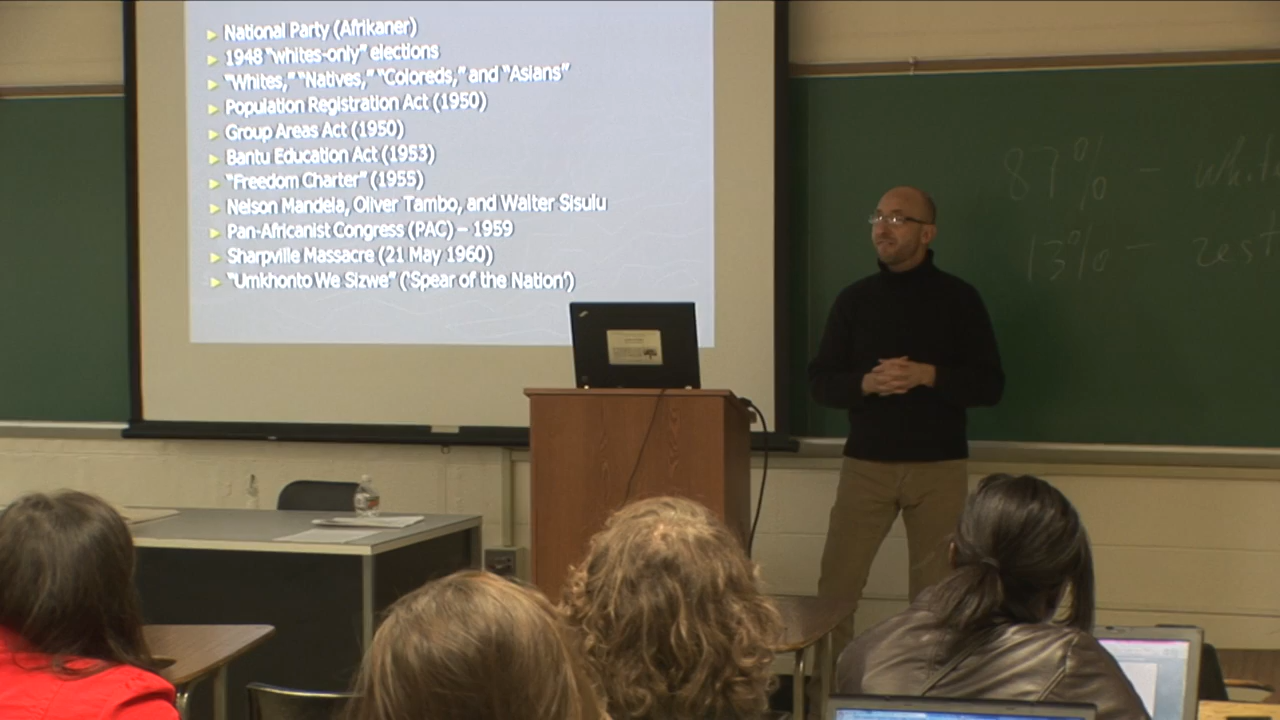 National Party (Afrikaner)
1948 "whites-only" elections
"Whites," "Natives," "Coloreds," and "Asians"
Population Registration Act (1950)
Group Areas Act (1950)
Bantu Education Act (1953)
"Freedom Charter" (1955)
Nelson Mandela, Oliver Tambo, and Walter Sisulu
Pan-Africanist Congress (PAC) – 1959
Sharpville Massacre (21 May 1960)
"Umkhonto We Sizwe" ('Spear of the Nation')
87% –
13% –